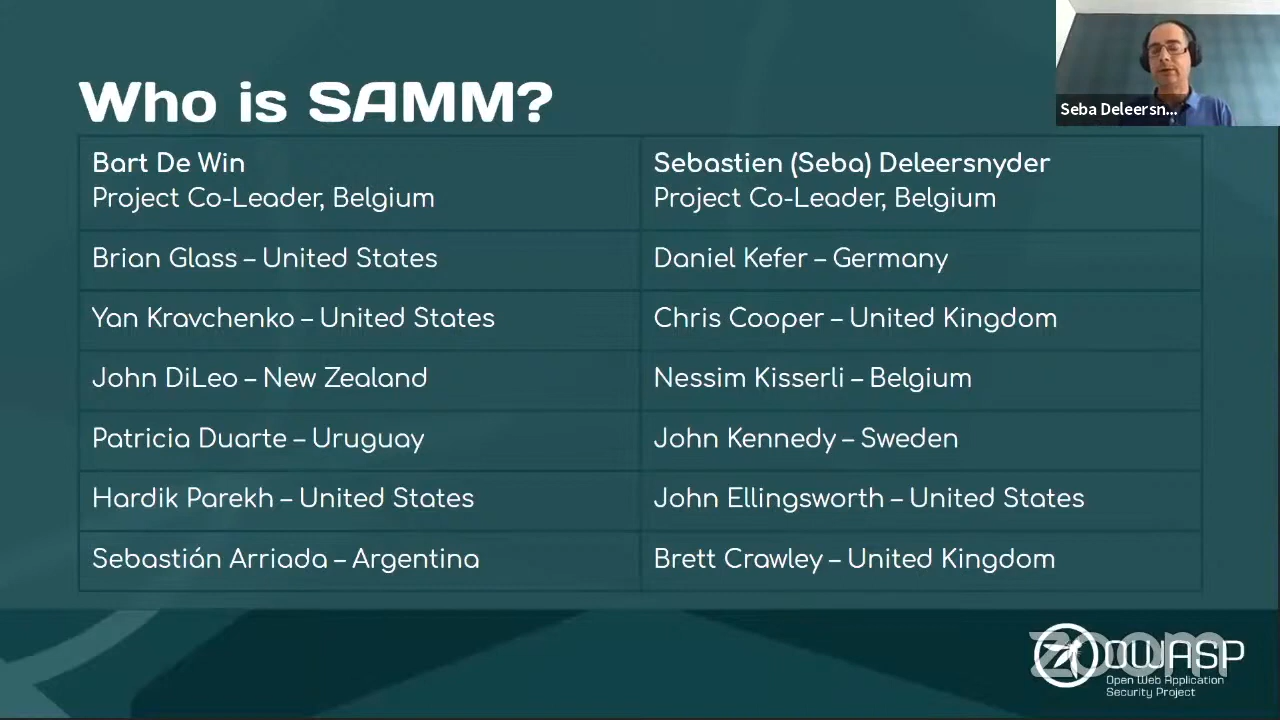 Who is SAMM?
Seba Deleersn...
Bart De Win
Project Co-Leader, Belgium
Sebastien (Seba) Deleersnyder
Project Co-Leader, Belgium
Brian Glass – United States
Daniel Kefer – Germany
Yan Kravchenko – United States
Chris Cooper – United Kingdom
John DiLeo – New Zealand
Nessim Kisserli – Belgium
Patricia Duarte – Uruguay
John Kennedy – Sweden
Hardik Parekh – United States
John Ellingsworth – United States
Sebastián Arriada – Argentina
Brett Crawley – United Kingdom
zoom
OWASP
Open Web Application
Security Project